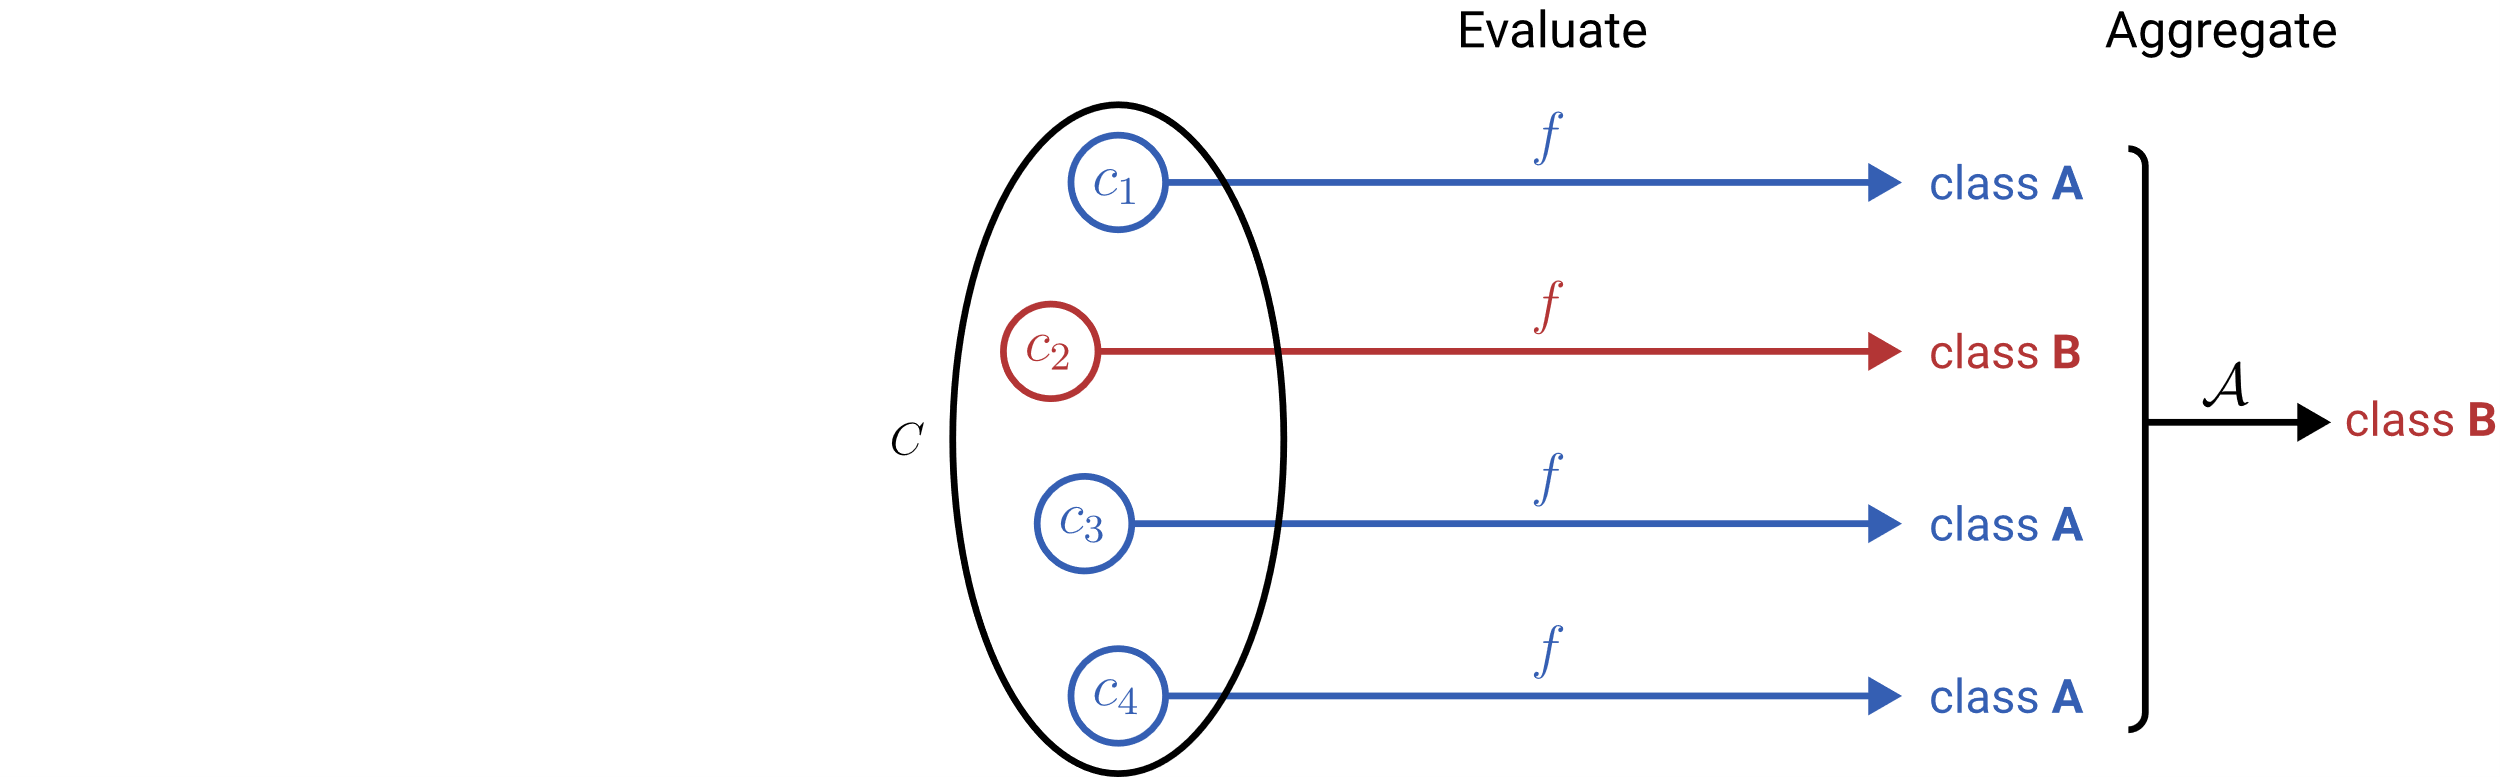 Evaluate Aggregate
f
c₁ class A
f
c₂ class B
𝒜
C class B
f
c₃ class A
f
c₄ class A